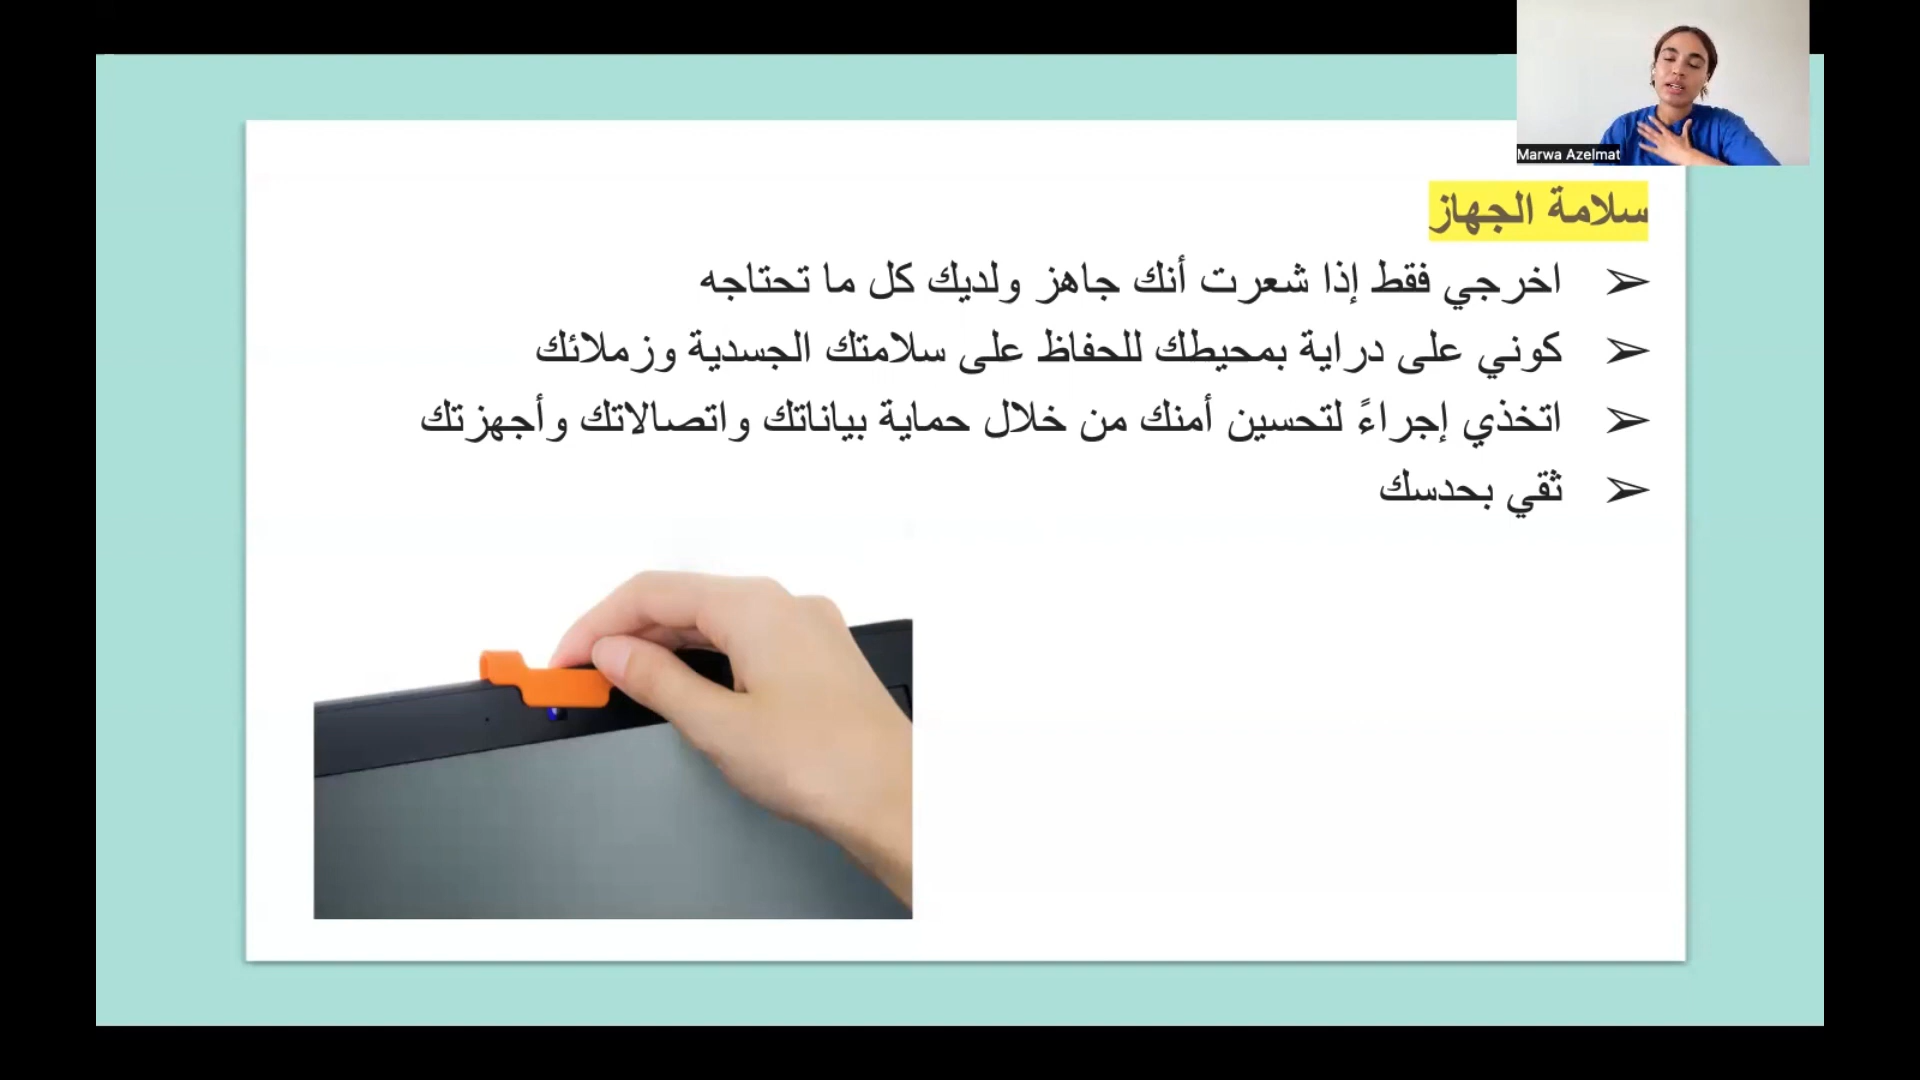 Marwa Azelmat
سلامة الجهاز
➢ اخرجي فقط إذا شعرت أنك جاهز ولديك كل ما تحتاجه
➢ كوني على دراية بمحيطك للحفاظ على سلامتك الجسدية وزملائك
➢ اتخذي إجراءً لتحسين أمنك من خلال حماية بياناتك واتصالاتك وأجهزتك
➢ ثقي بحدسك